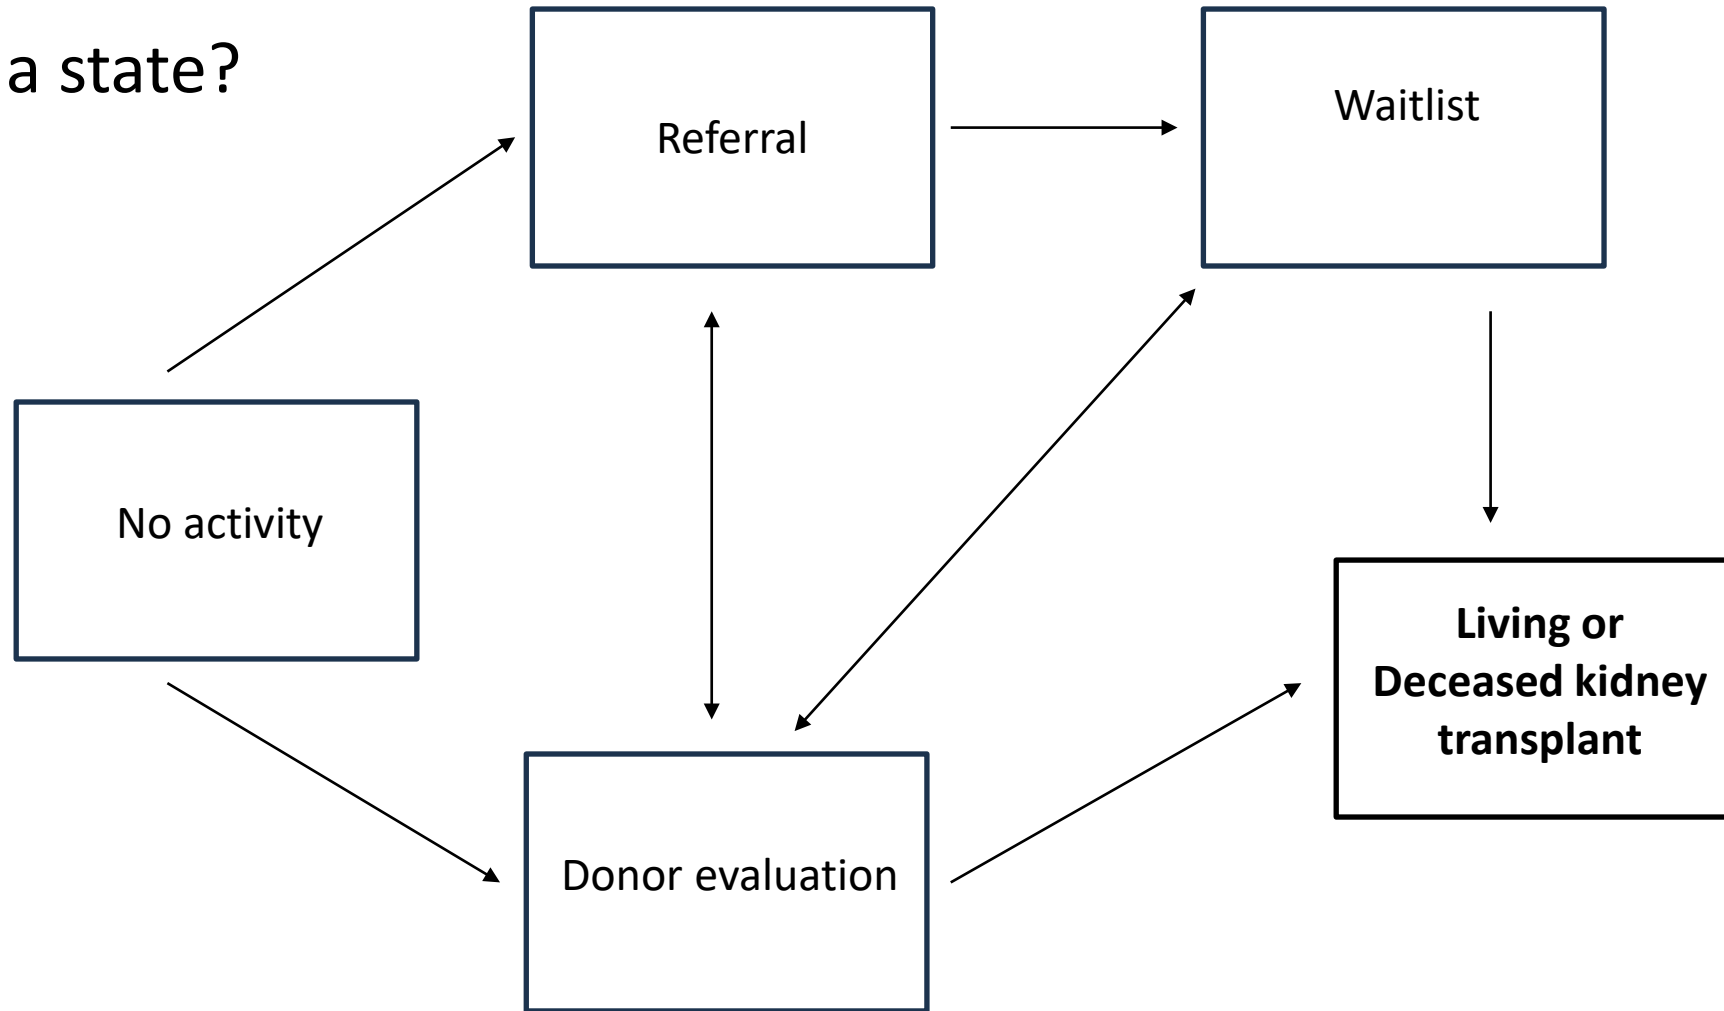 a state?
Referral
Waitlist
No activity
Living or
Deceased kidney
transplant
Donor evaluation